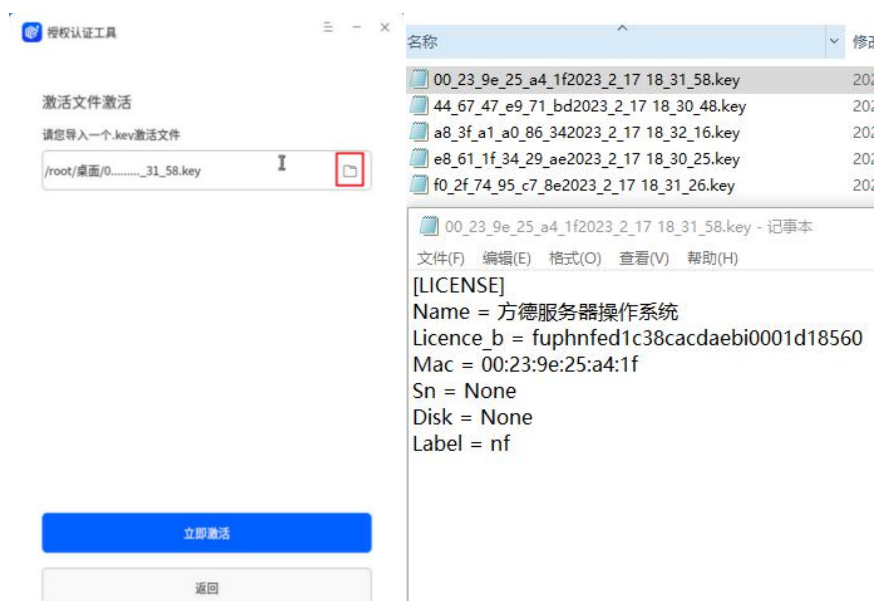 授权认证工具
激活文件激活
请您导入一个.key激活文件
/root/桌面/0.........._31_58.key
立即激活
返回
名称
修改
00_23_9e_25_a4_1f2023_2_17 18_31_58.key
202
44_67_47_e9_71_bd2023_2_17 18_30_48.key
202
a8_3f_a1_a0_86_342023_2_17 18_32_16.key
202
e8_61_1f_34_29_ae2023_2_17 18_30_25.key
202
f0_2f_74_95_c7_8e2023_2_17 18_31_26.key
202
00_23_9e_25_a4_1f2023_2_17 18_31_58.key - 记事本
文件(F) 编辑(E) 格式(O) 查看(V) 帮助(H)
[LICENSE]
Name = 方德服务器操作系统
Licence_b = fuphnfed1c38cacdaebi0001d18560
Mac = 00:23:9e:25:a4:1f
Sn = None
Disk = None
Label = nf